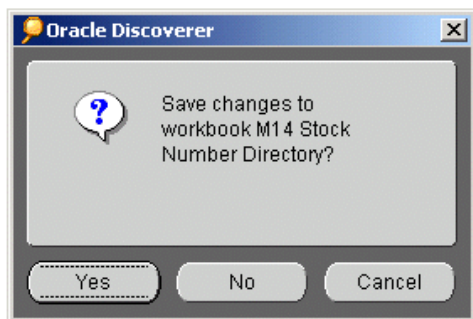 Oracle Discoverer
Save changes to
workbook M14 Stock
Number Directory?
Yes No Cancel